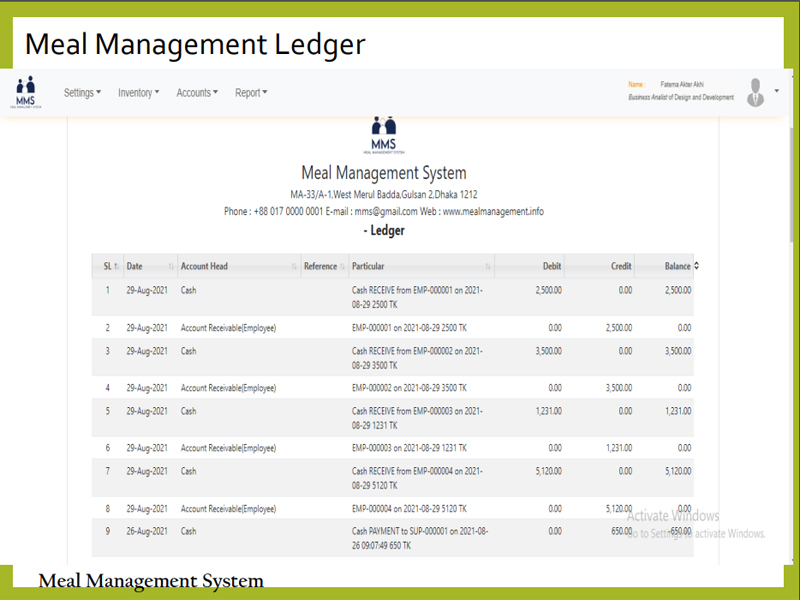 Meal Management Ledger
MMS
Settings Inventory Accounts Report
Name : Fatema Akter Akhi
Business Analist of Design and Development
MMS
MEAL MANAGEMENT SYSTEM
Meal Management System
MA-33/A-1,West Merul Badda,Gulsan 2,Dhaka 1212
Phone : +88 017 0000 0001 E-mail : mms@gmail.com Web : www.mealmanagement.info
- Ledger
SL Date Account Head Reference Particular Debit Credit Balance
1 29-Aug-2021 Cash Cash RECEIVE from EMP-000001 on 2021- 2,500.00 0.00 2,500.00
08-29 2500 TK
2 29-Aug-2021 Account Receivable(Employee) EMP-000001 on 2021-08-29 2500 TK 0.00 2,500.00 0.00
3 29-Aug-2021 Cash Cash RECEIVE from EMP-000002 on 2021- 3,500.00 0.00 3,500.00
08-29 3500 TK
4 29-Aug-2021 Account Receivable(Employee) EMP-000002 on 2021-08-29 3500 TK 0.00 3,500.00 0.00
5 29-Aug-2021 Cash Cash RECEIVE from EMP-000003 on 2021- 1,231.00 0.00 1,231.00
08-29 1231 TK
6 29-Aug-2021 Account Receivable(Employee) EMP-000003 on 2021-08-29 1231 TK 0.00 1,231.00 0.00
7 29-Aug-2021 Cash Cash RECEIVE from EMP-000004 on 2021- 5,120.00 0.00 5,120.00
08-29 5120 TK
8 29-Aug-2021 Account Receivable(Employee) EMP-000004 on 2021-08-29 5120 TK 0.00 5,120.00 0.00
Activate Windows
9 26-Aug-2021 Cash Cash PAYMENT to SUP-000001 on 2021-08- 0.00 650.00 -650.00
Go to Settings to activate Windows.
26 09:07:49 650 TK
Meal Management System